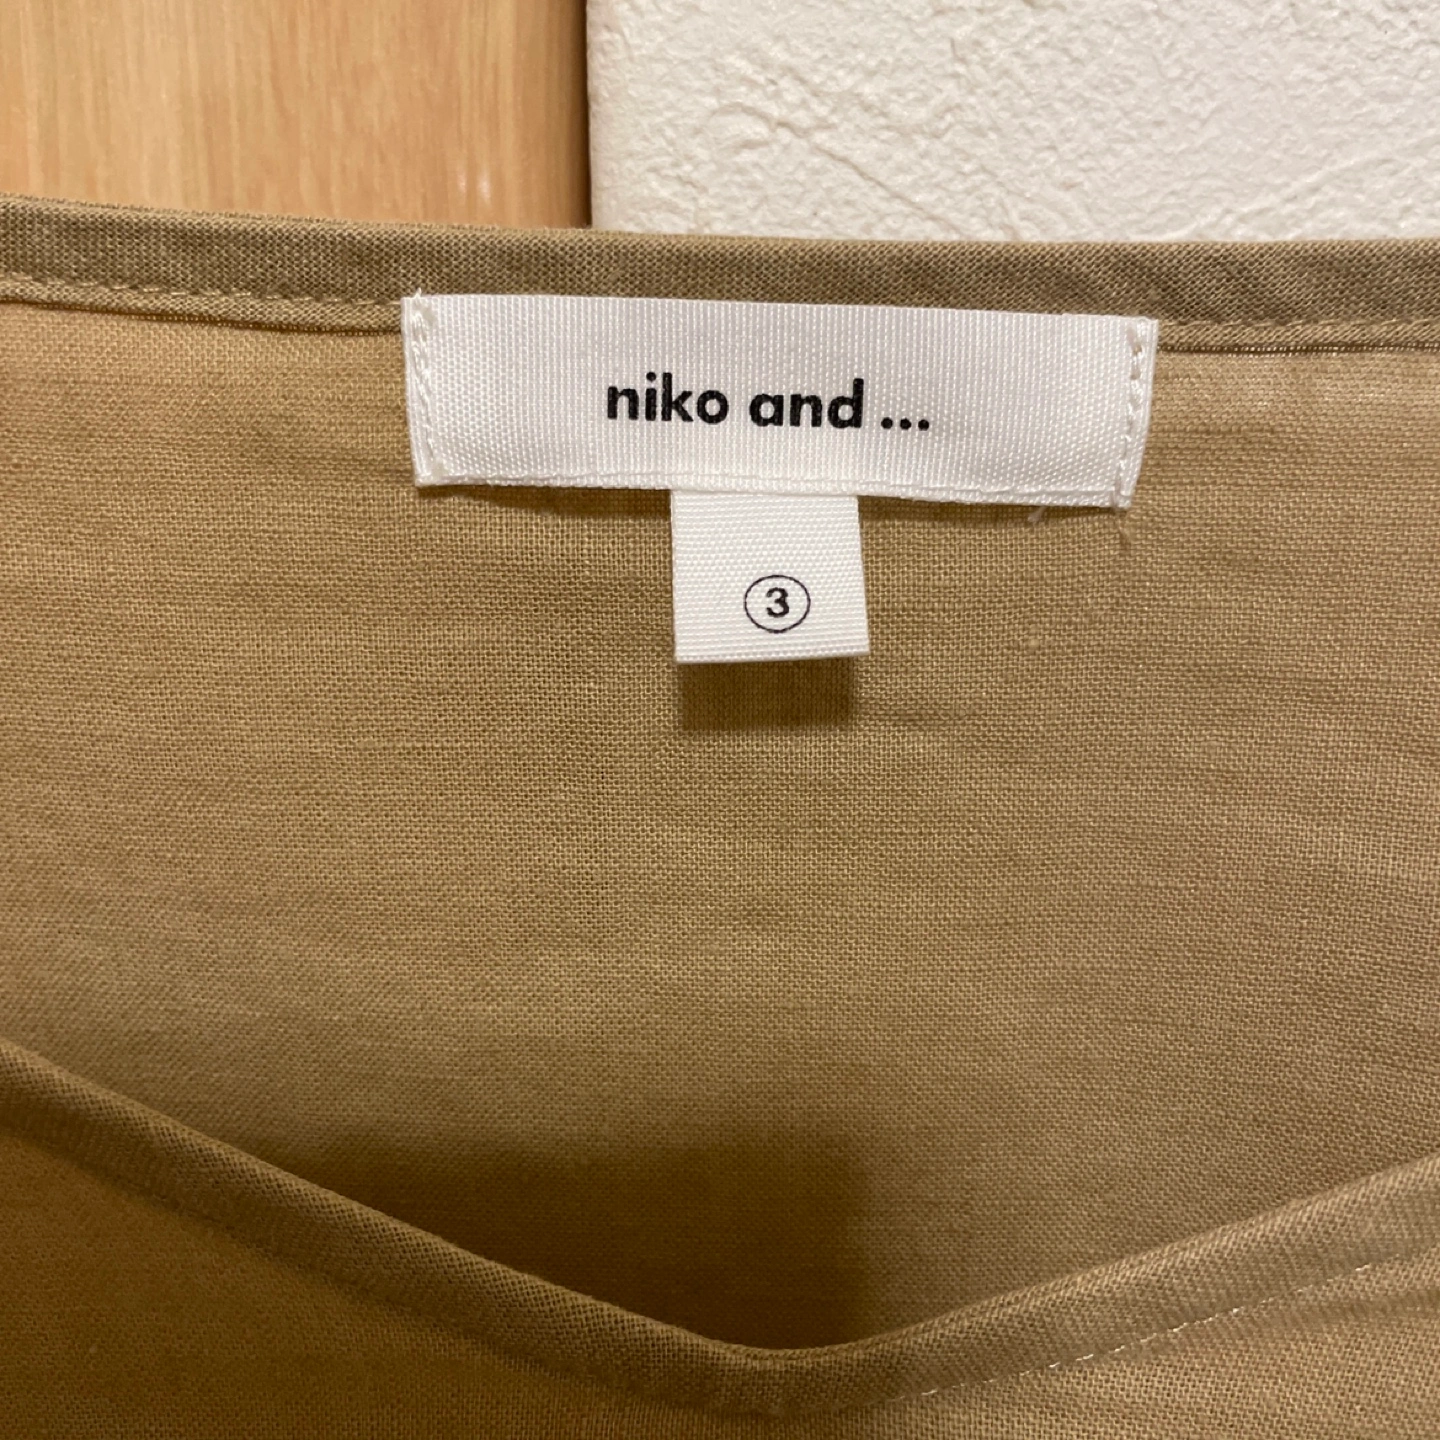 niko and ...
3